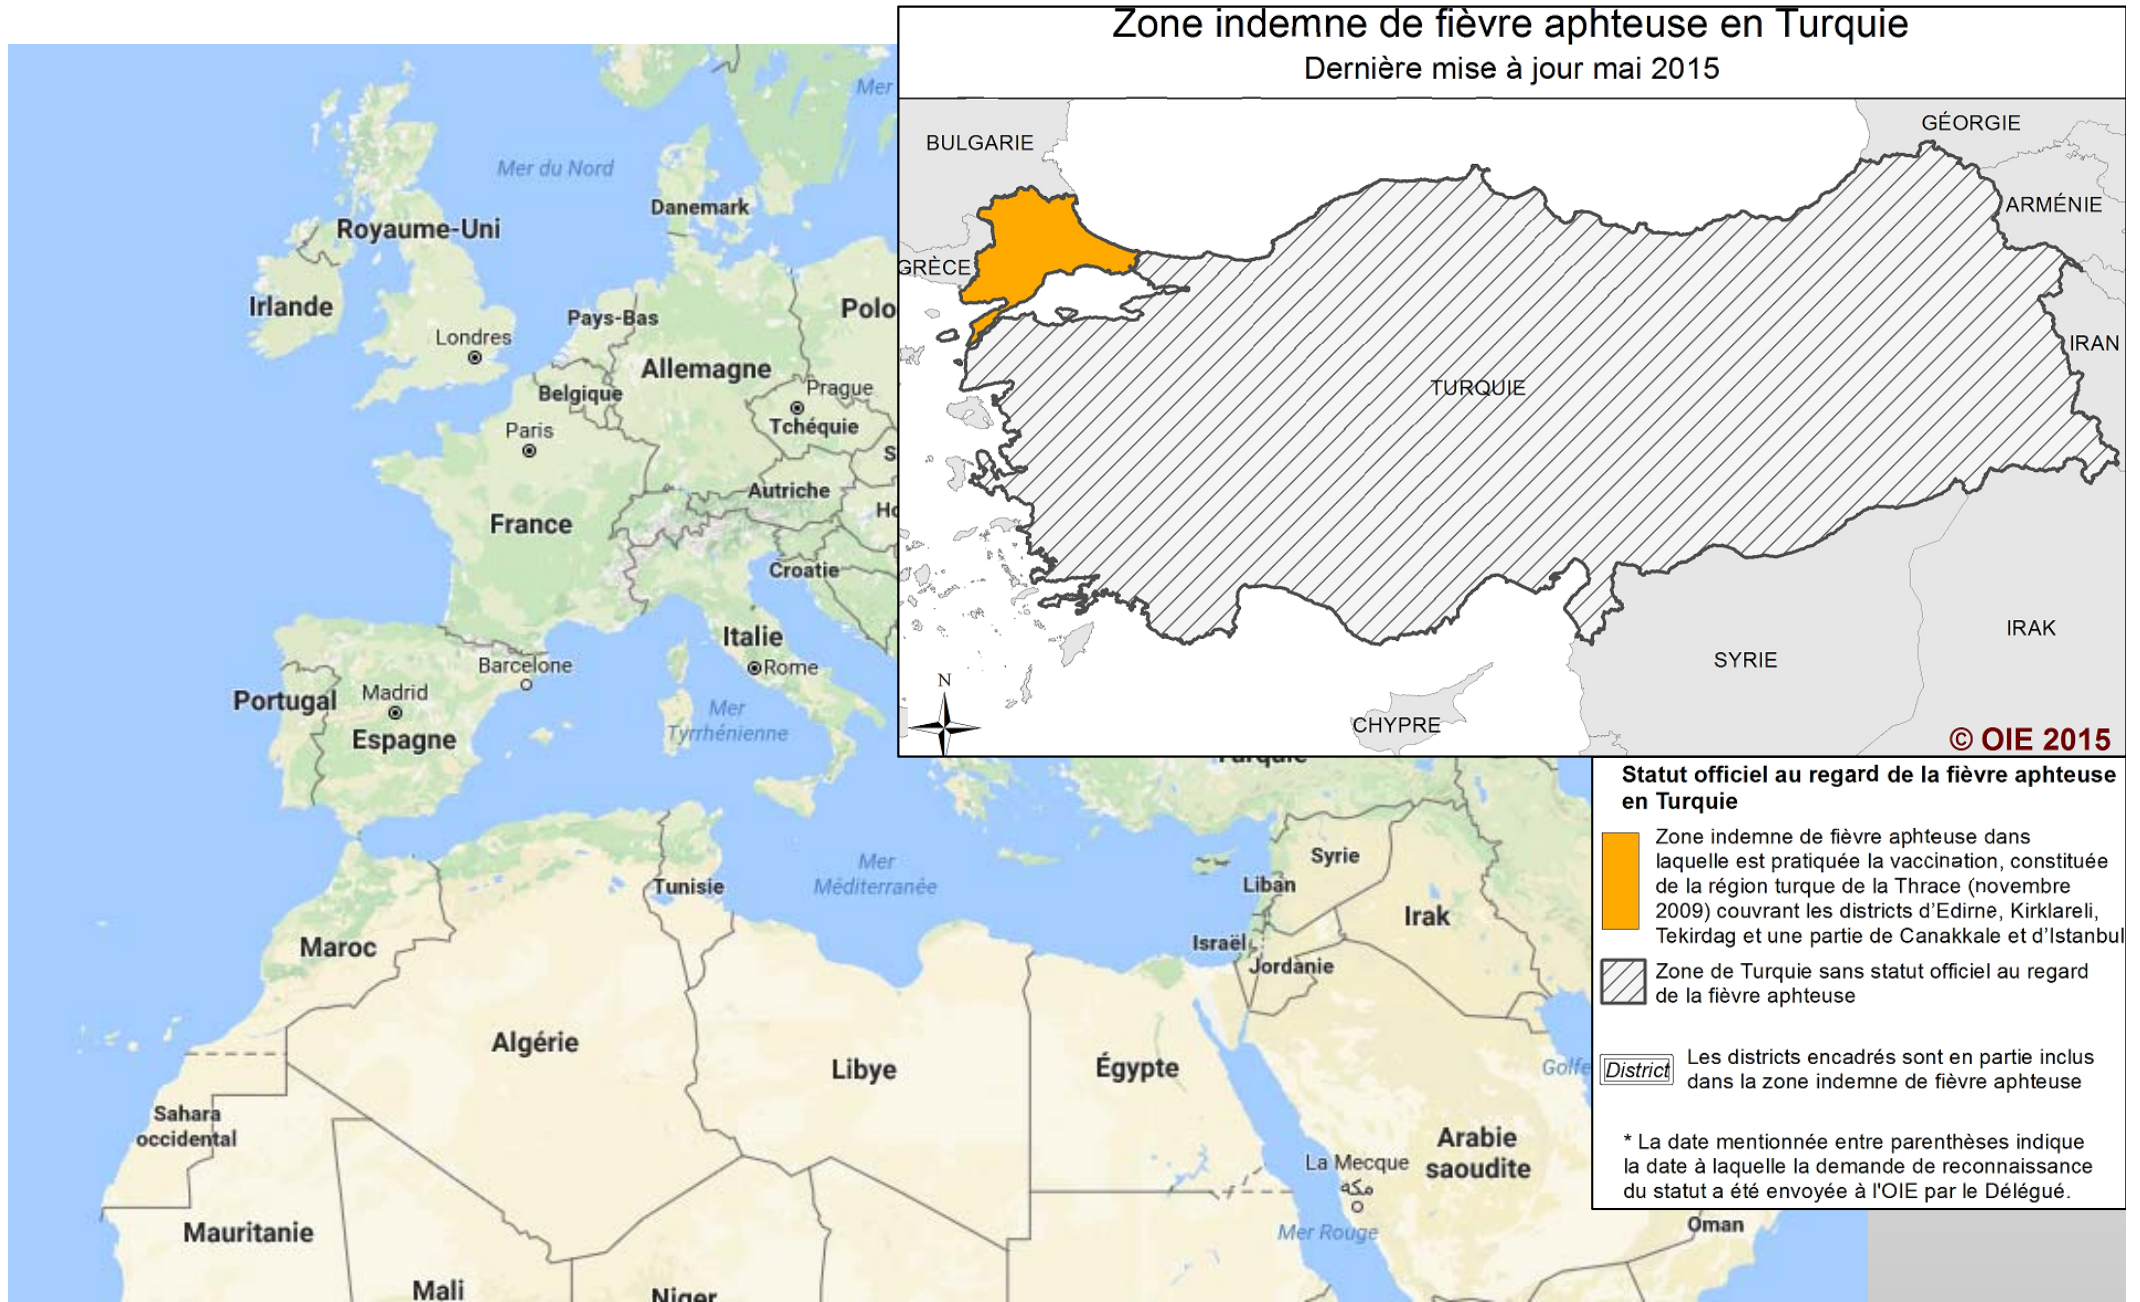 Zone indemne de fièvre aphteuse en Turquie
Dernière mise à jour mai 2015
BULGARIE
GÉORGIE
ARMÉNIE
GRÈCE
IRAN
TURQUIE
IRAK
SYRIE
CHYPRE
N
© OIE 2015
Statut officiel au regard de la fièvre aphteuse
en Turquie
Zone indemne de fièvre aphteuse dans
laquelle est pratiquée la vaccination, constituée
de la région turque de la Thrace (novembre
2009) couvrant les districts d'Edirne, Kirklareli,
Tekirdag et une partie de Canakkale et d'Istanbul
Zone de Turquie sans statut officiel au regard
de la fièvre aphteuse
District
Les districts encadrés sont en partie inclus
dans la zone indemne de fièvre aphteuse
* La date mentionnée entre parenthèses indique
la date à laquelle la demande de reconnaissance
du statut a été envoyée à l'OIE par le Délégué.
Mer
Mer du Nord
Danemark
Royaume-Uni
Irlande
Pays-Bas
Polo
Londres
Allemagne
Belgique
Prague
Tchéquie
Paris
S
Autriche
Ho
France
Croatie
Italie
Barcelone
Rome
Portugal
Madrid
Espagne
Mer
Tyrrhénienne
Turquie
Syrie
Mer
Méditerranée
Tunisie
Liban
Irak
Israël
Maroc
Jordanie
Algérie
Libye
Égypte
Golfe
Sahara
occidental
Arabie
saoudite
La Mecque
مكة
Mauritanie
Mer Rouge
Oman
Mali
Niger